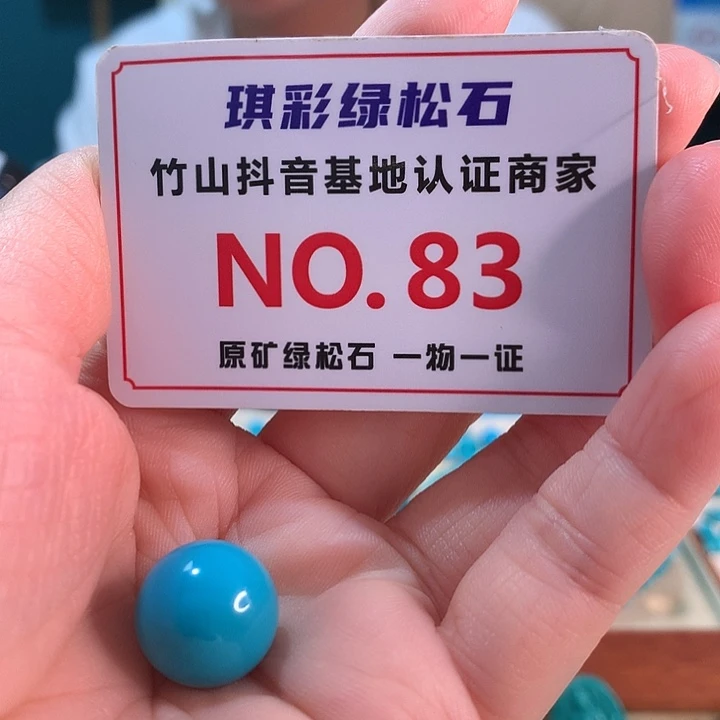 琪彩绿松石
竹山抖音基地认证商家
NO.83
原矿绿松石 一物一证